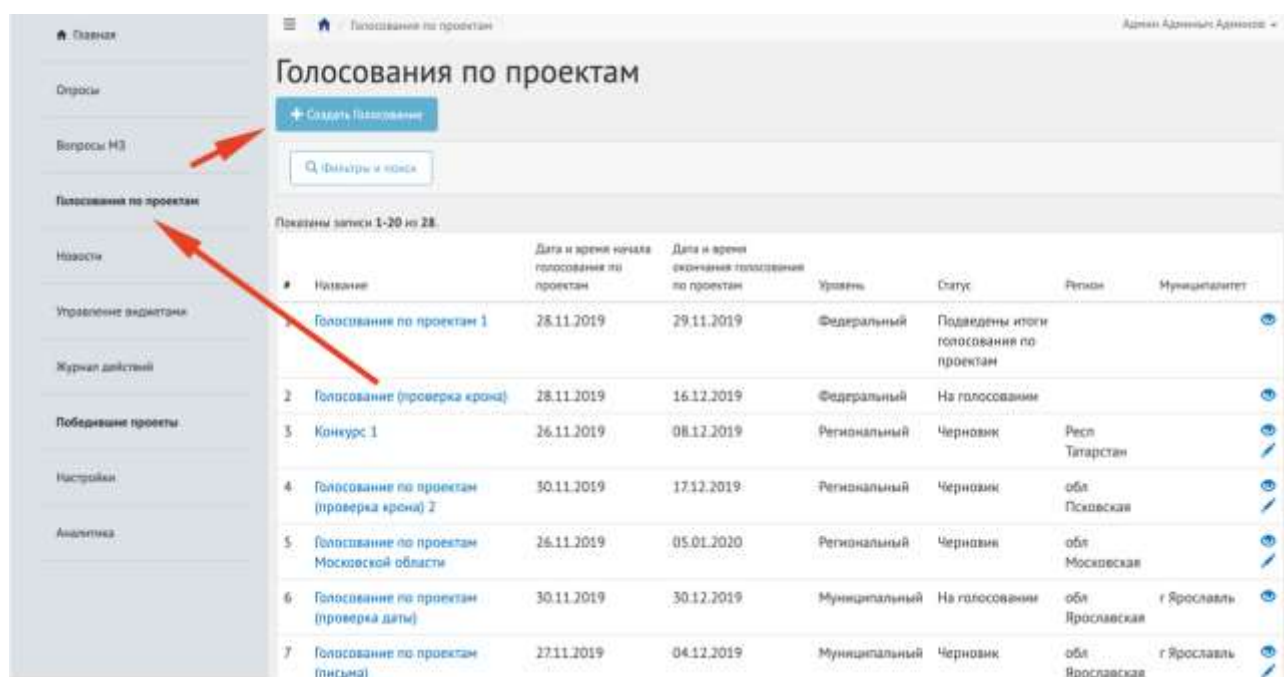 Главная
Опросы
Вопросы МЗ
Голосования по проектам
Новости
Управление виджетами
Журнал действий
Победившие проекты
Настройки
Аналитика
Голосования по проектам
Админ Админыч Админов
Голосования по проектам
Создать Голосование
Фильтры и поиск
Показаны записи 1-20 из 28.
# Название Дата и время начала голосования по проектам Дата и время окончания голосования по проектам Уровень Статус Регион Муниципалитет
Голосования по проектам 1 28.11.2019 29.11.2019 Федеральный Подведены итоги
голосования по
проектам
2 Голосование (проверка крона) 28.11.2019 16.12.2019 Федеральный На голосовании
3 Конкурс 1 26.11.2019 08.12.2019 Региональный Черновик Респ
Татарстан
4 Голосование по проектам 30.11.2019 17.12.2019 Региональный Черновик обл
(проверка крона) 2 Псковская
5 Голосование по проектам 26.11.2019 05.01.2020 Региональный Черновик обл
Московской области Московская
6 Голосование по проектам 30.11.2019 30.12.2019 Муниципальный На голосовании обл г Ярославль
(проверка даты) Ярославская
7 Голосование по проектам 27.11.2019 04.12.2019 Муниципальный Черновик обл г Ярославль
(письма) Ярославская